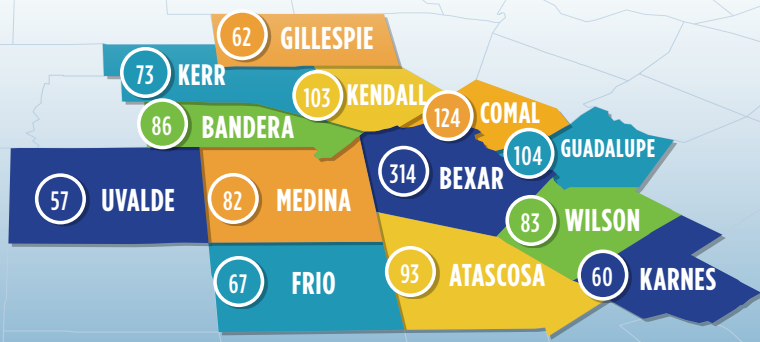 62 GILLESPIE
73 KERR
103 KENDALL
124 COMAL
86 BANDERA
104 GUADALUPE
314 BEXAR
57 UVALDE
82 MEDINA
83 WILSON
67 FRIO
93 ATASCOSA
60 KARNES